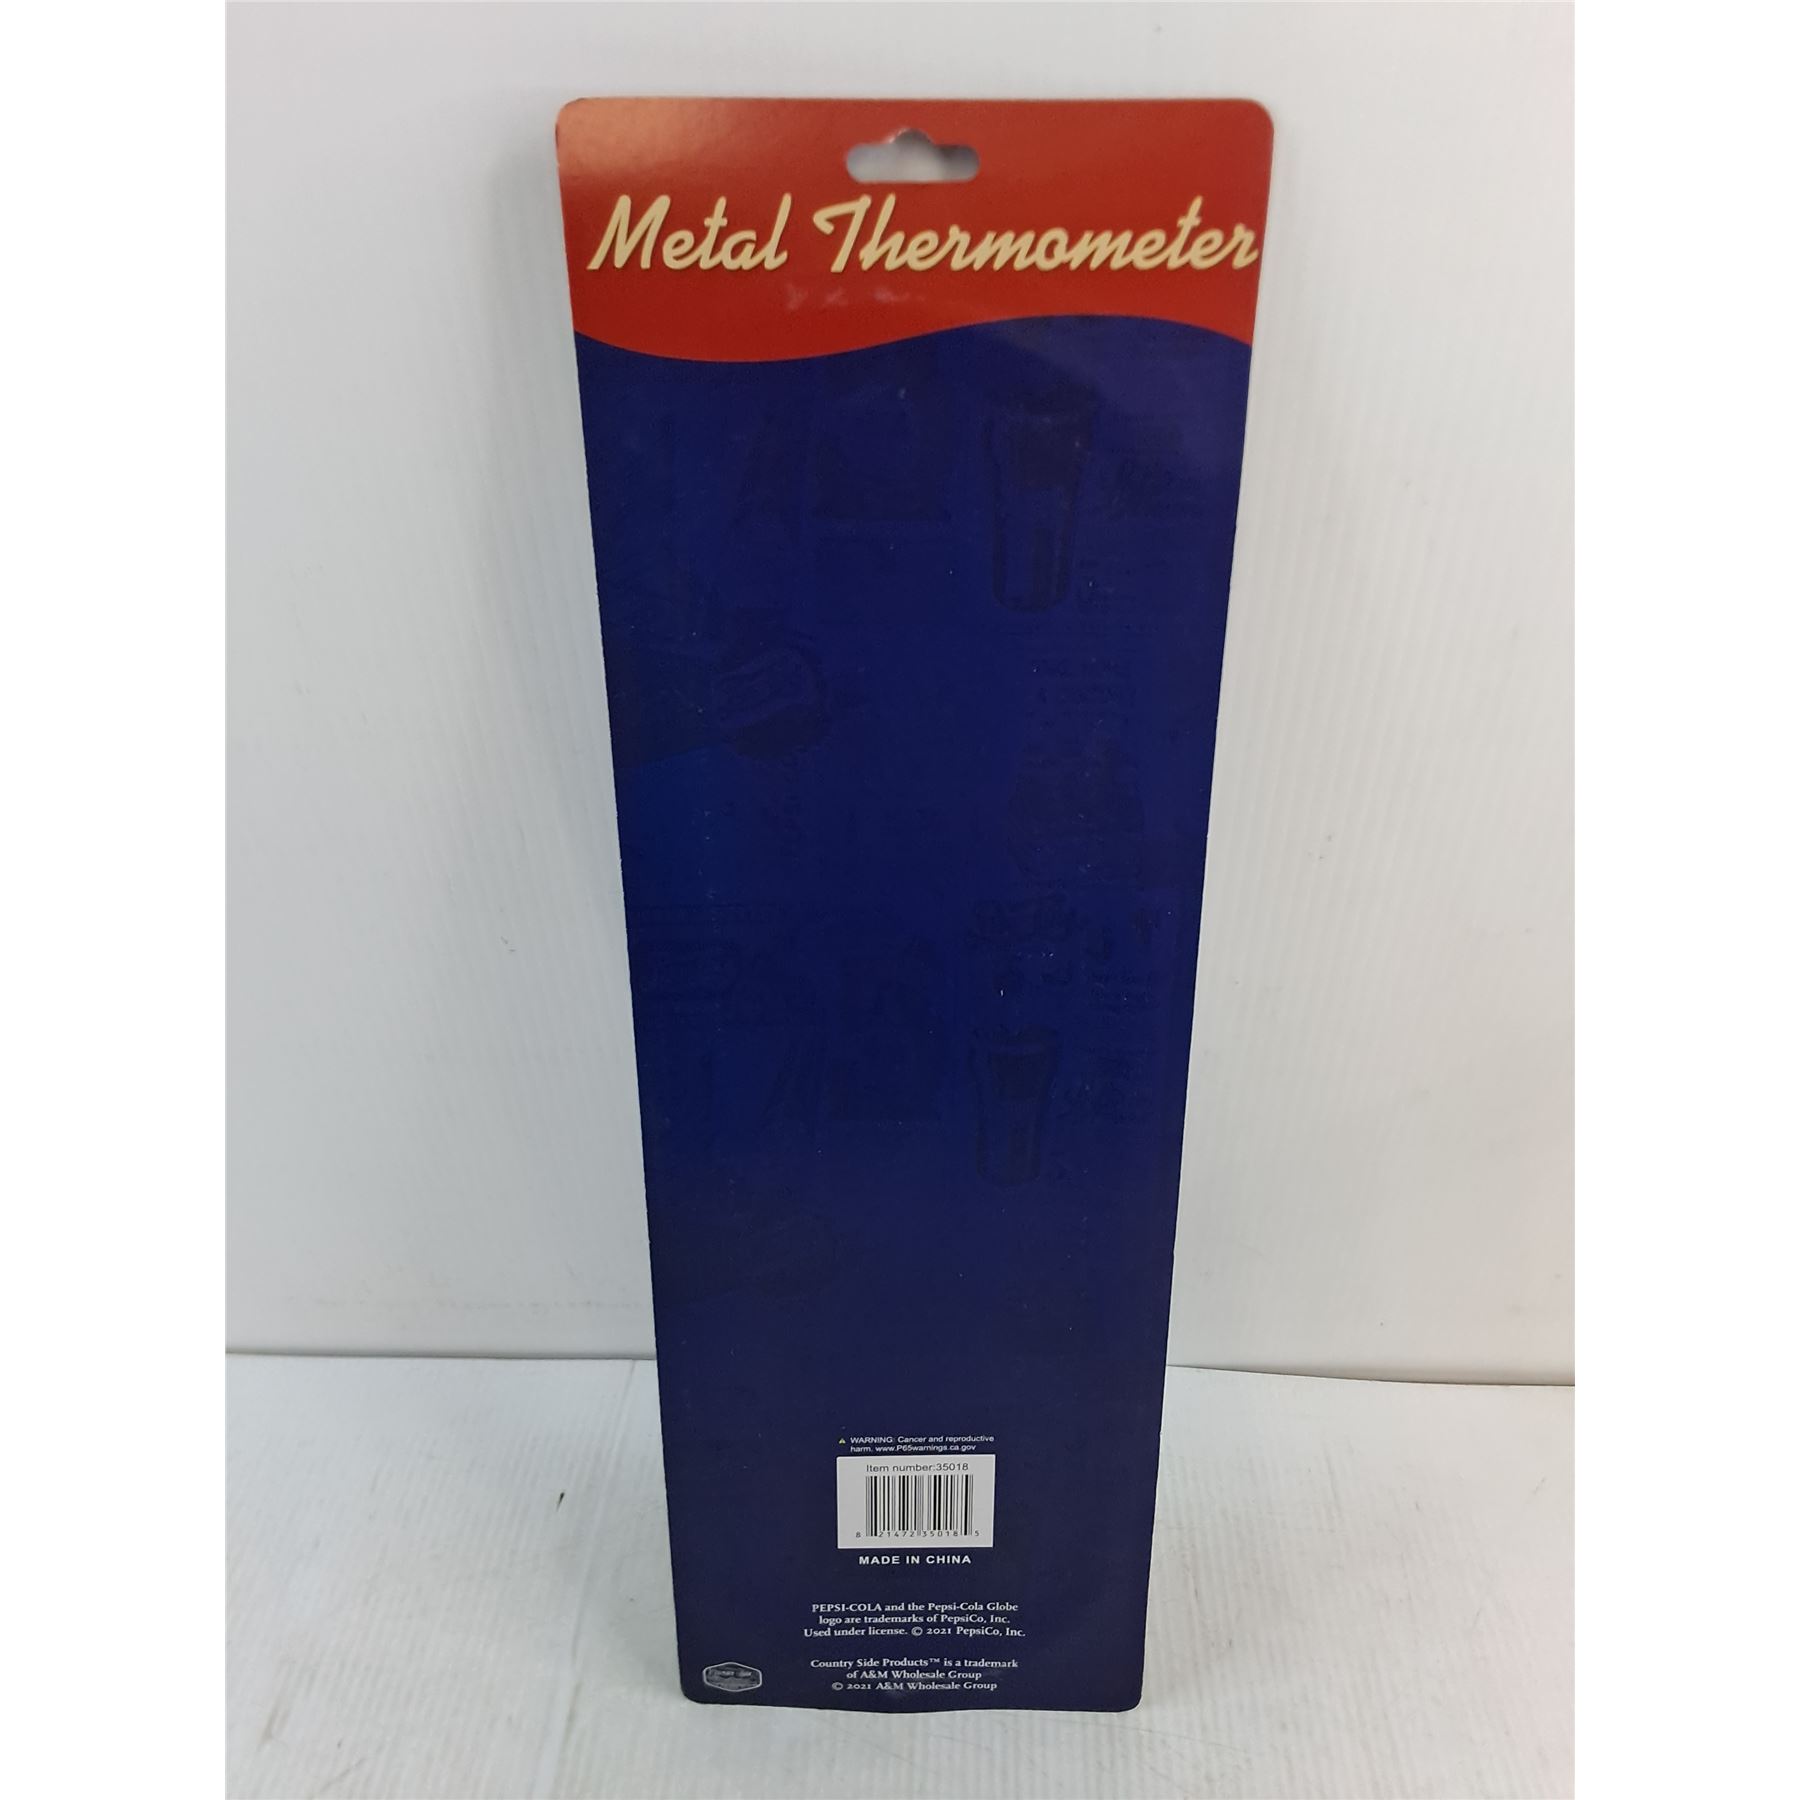 Metal Thermometer
WARNING: Cancer and reproductive
harm. www.P65warnings.ca.gov
Item number:35018
8 21472 35018 5
MADE IN CHINA
PEPSI-COLA and the Pepsi-Cola Globe
logo are trademarks of PepsiCo, Inc.
Used under license. © 2021 PepsiCo, Inc.
Country Side Products™ is a trademark
of A&M Wholesale Group
© 2021 A&M Wholesale Group